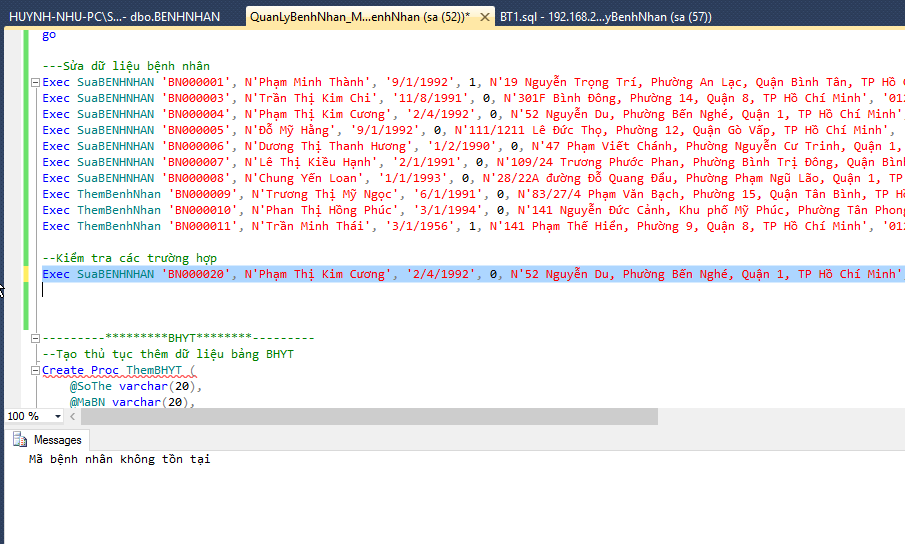 HUYNH-NHU-PC\S...- dbo.BENHNHAN QuanLyBenhNhan_M...enhNhan (sa (52))* BT1.sql - 192.168.2...yBenhNhan (sa (57))
go
---Sửa dữ liệu bệnh nhân
Exec SuaBENHNHAN 'BN000001', N'Phạm Minh Thành', '9/1/1992', 1, N'19 Nguyễn Trọng Trí, Phường An Lạc, Quận Bình Tân, TP Hồ C
Exec SuaBENHNHAN 'BN000003', N'Trần Thị Kim Chi', '11/8/1991', 0, N'301F Bình Đông, Phường 14, Quận 8, TP Hồ Chí Minh', '012
Exec SuaBENHNHAN 'BN000004', N'Phạm Thị Kim Cương', '2/4/1992', 0, N'52 Nguyễn Du, Phường Bến Nghé, Quận 1, TP Hồ Chí Minh',
Exec SuaBENHNHAN 'BN000005', N'Đỗ Mỹ Hằng', '9/1/1992', 0, N'111/1211 Lê Đức Thọ, Phường 12, Quận Gò Vấp, TP Hồ Chí Minh',
Exec SuaBENHNHAN 'BN000006', N'Dương Thị Thanh Hương', '1/2/1990', 0, N'47 Phạm Viết Chánh, Phường Nguyễn Cư Trinh, Quận 1,
Exec SuaBENHNHAN 'BN000007', N'Lê Thị Kiều Hạnh', '2/1/1991', 0, N'109/24 Trương Phước Phan, Phường Bình Trị Đông, Quận Bình
Exec SuaBENHNHAN 'BN000008', N'Chung Yến Loan', '1/1/1993', 0, N'28/22A đường Đỗ Quang Đẩu, Phường Phạm Ngũ Lão, Quận 1, TP
Exec ThemBenhNhan 'BN000009', N'Trương Thị Mỹ Ngọc', '6/1/1991', 0, N'83/27/4 Phạm Văn Bạch, Phường 15, Quận Tân Bình, TP H
Exec ThemBenhNhan 'BN000010', N'Phan Thị Hồng Phúc', '3/1/1994', 0, N'141 Nguyễn Đức Cảnh, Khu phố Mỹ Phúc, Phường Tân Phong
Exec ThemBenhNhan 'BN000011', N'Trần Minh Thái', '3/1/1956', 1, N'141 Phạm Thế Hiển, Phường 9, Quận 8, TP Hồ Chí Minh', '012
--Kiểm tra các trường hợp
Exec SuaBENHNHAN 'BN000020', N'Phạm Thị Kim Cương', '2/4/1992', 0, N'52 Nguyễn Du, Phường Bến Nghé, Quận 1, TP Hồ Chí Minh'
---------*********BHYT********---------
--Tạo thủ tục thêm dữ liệu bảng BHYT
Create Proc ThemBHYT (
@SoThe varchar(20),
@MaBN varchar(20),
100 %
Messages
Mã bệnh nhân không tồn tại